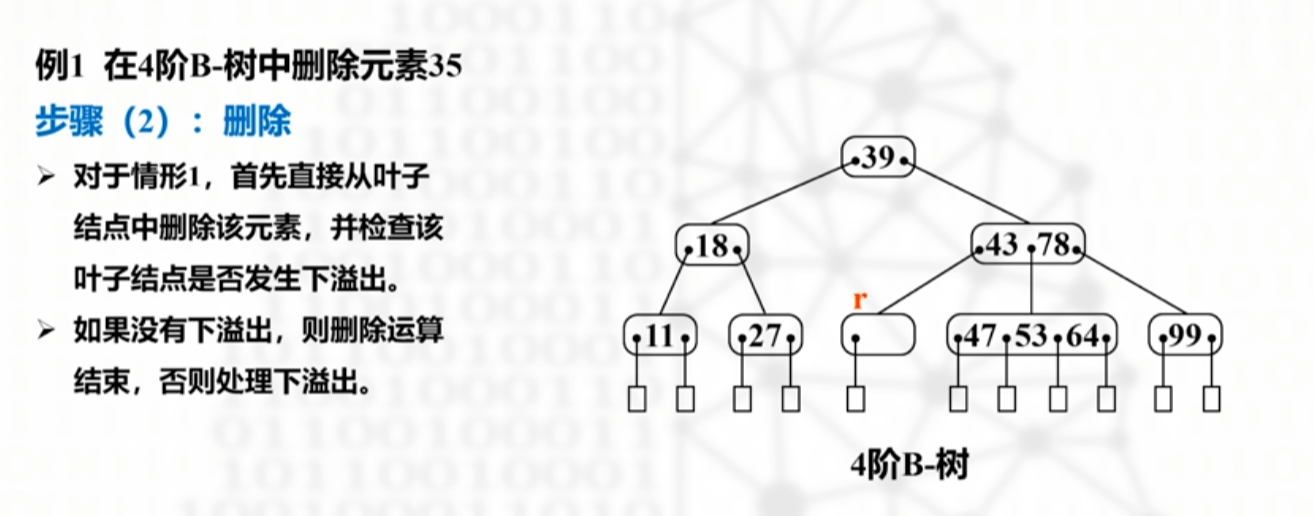 例1 在4阶B-树中删除元素35
步骤（2）：删除
➢ 对于情形1，首先直接从叶子
结点中删除该元素，并检查该
叶子结点是否发生下溢出。
➢ 如果没有下溢出，则删除运算
结束，否则处理下溢出。
39
18
43 78
r
11
27
47 53 64
99
4阶B-树